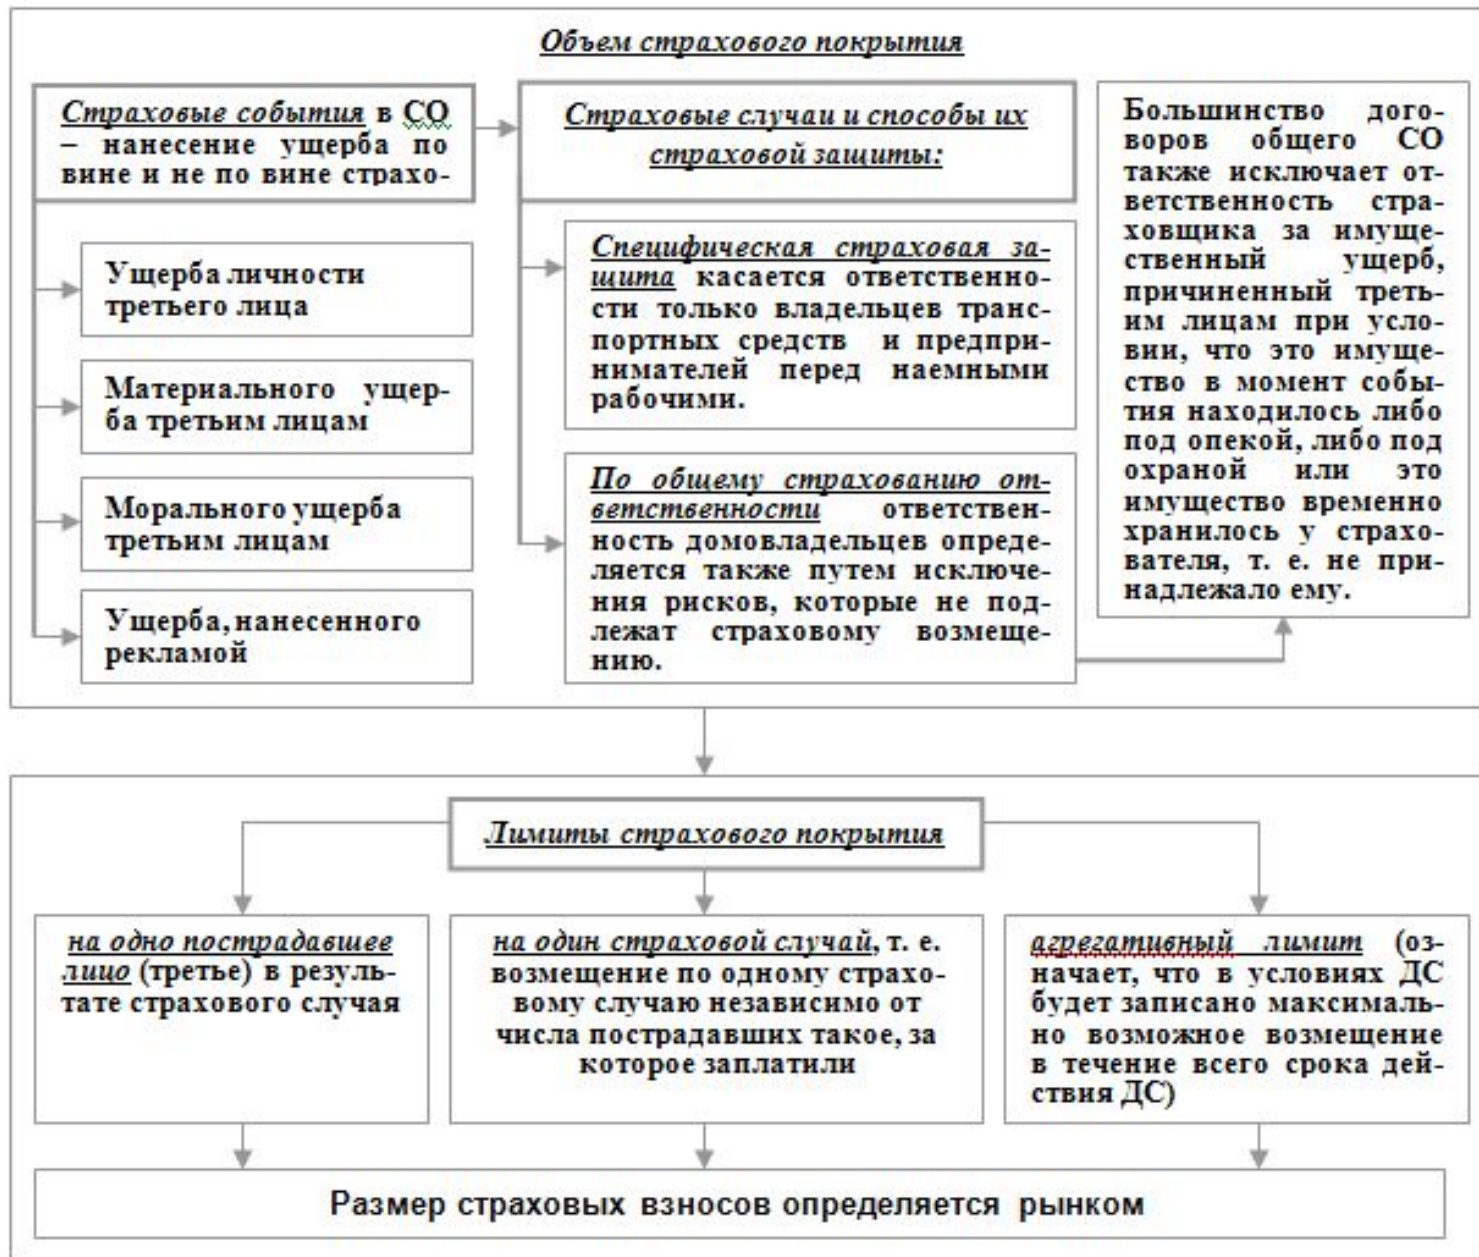 Объем страхового покрытия
Страховые события в СО
– нанесение ущерба по
вине и не по вине страхо-
Ущерба личности
третьего лица
Материального ущер-
ба третьим лицам
Морального ущерба
третьим лицам
Ущерба, нанесенного
рекламой
Страховые случаи и способы их
страховой защиты:
Специфическая страховая за-
щита касается ответственно-
сти только владельцев транс-
портных средств и предпри-
нимателей перед наемными
рабочими.
По общему страхованию от-
ветственности ответствен-
ность домовладельцев опреде-
ляется также путем исключе-
ния рисков, которые не под-
лежат страховому возмеще-
нию.
Большинство дого-
воров общего СО
также исключает от-
ветственность стра-
ховщика за имуще-
ственный ущерб,
причиненный треть-
им лицам при усло-
вии, что это имуще-
ство в момент собы-
тия находилось либо
под опекой, либо под
охраной или это
имущество временно
хранилось у страхо-
вателя, т. е. не при-
надлежало ему.
Лимиты страхового покрытия
на одно пострадавшее
лицо (третье) в резуль-
тате страхового случая
на один страховой случай, т. е.
возмещение по одному страхо-
вому случаю независимо от
числа пострадавших такое, за
которое заплатили
агрегативный лимит (оз-
начает, что в условиях ДС
будет записано максималь-
но возможное возмещение
в течение всего срока дей-
ствия ДС)
Размер страховых взносов определяется рынком